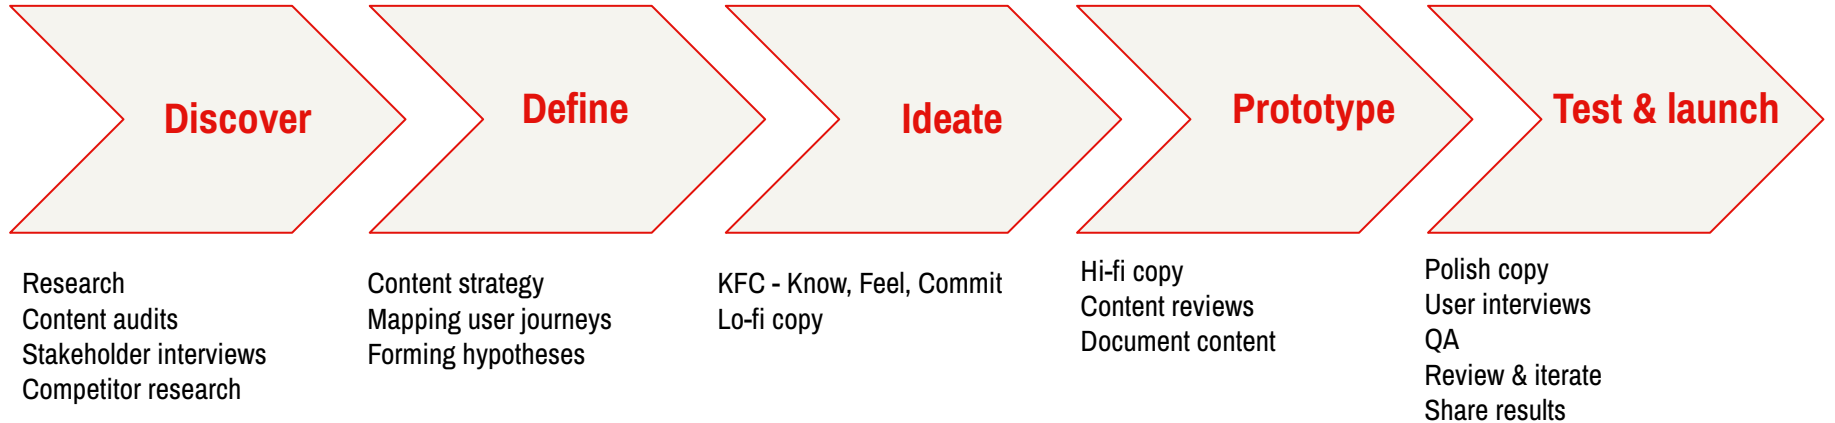 Discover
Research
Content audits
Stakeholder interviews
Competitor research
Define
Content strategy
Mapping user journeys
Forming hypotheses
Ideate
KFC - Know, Feel, Commit
Lo-fi copy
Prototype
Hi-fi copy
Content reviews
Document content
Test & launch
Polish copy
User interviews
QA
Review & iterate
Share results